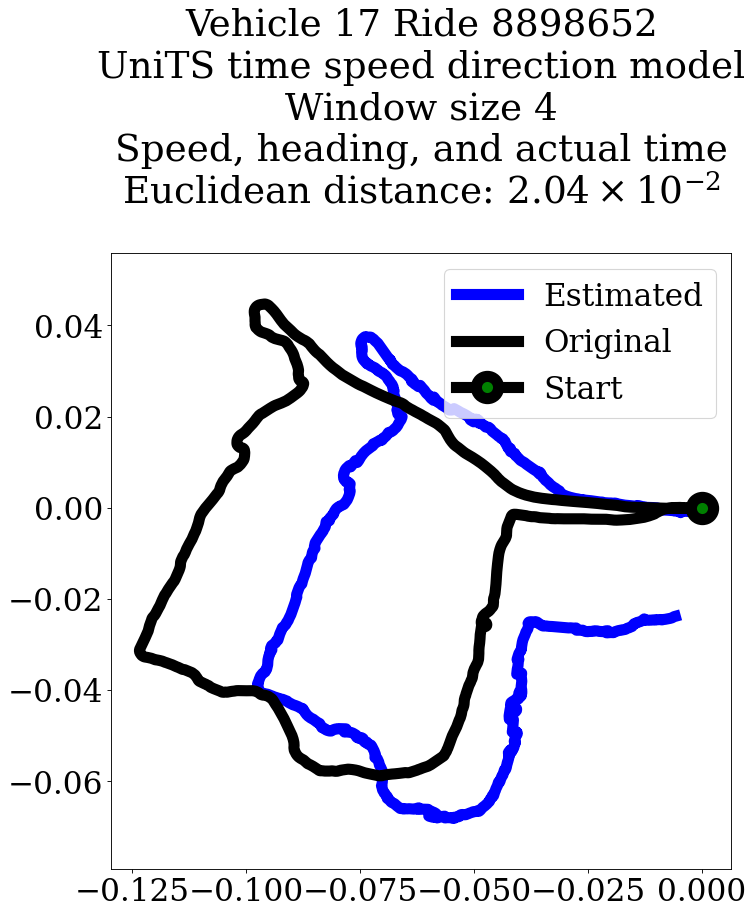 Vehicle 17 Ride 8898652
UniTS time speed direction model
Window size 4
Speed, heading, and actual time
Euclidean distance: 2.04 × 10⁻²
Estimated
Original
Start
0.04
0.02
0.00
−0.02
−0.04
−0.06
−0.125 −0.100 −0.075 −0.050 −0.025 0.000